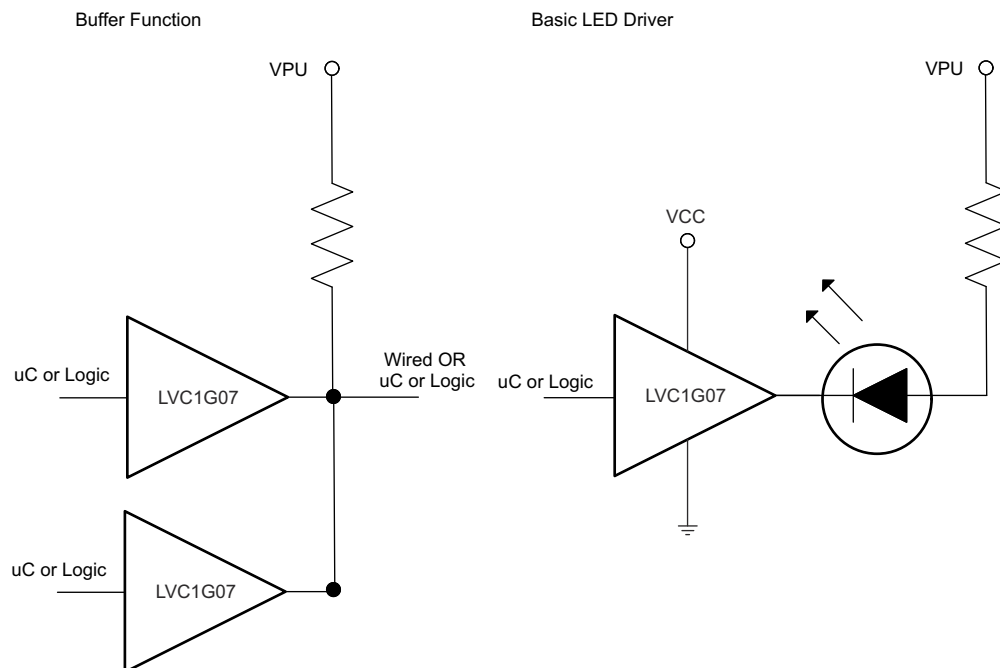 Buffer Function
Basic LED Driver
VPU
VPU
VCC
uC or Logic
LVC1G07
Wired OR
uC or Logic
uC or Logic
LVC1G07
uC or Logic
LVC1G07